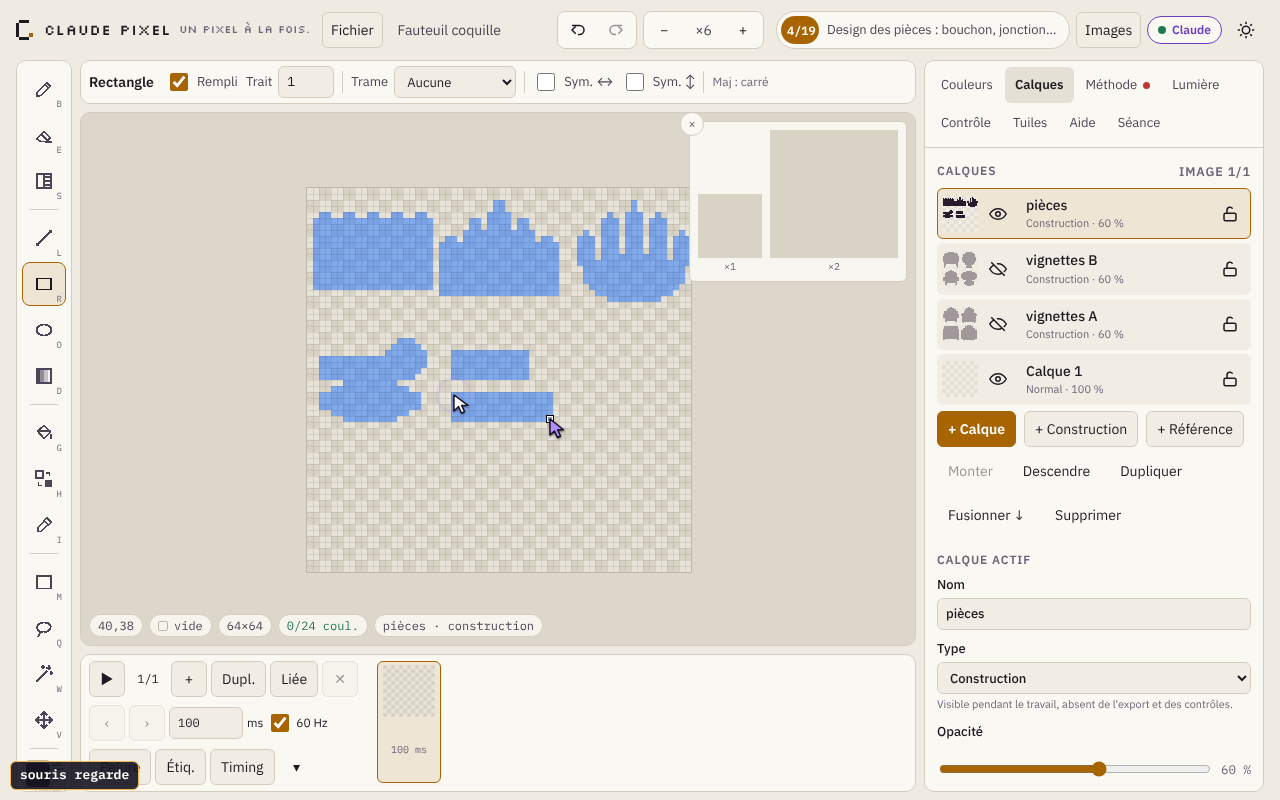 CLAUDE PIXEL UN PIXEL À LA FOIS. Fichier Fauteuil coquille − ×6 + 4/19 Design des pièces : bouchon, jonction… Images Claude
Rectangle Rempli Trait 1 Trame Aucune Sym. ↔ Sym. ↕ Maj : carré
B
E
S
L
R
O
D
G
H
I
M
Q
W
V
×
×1 ×2
40,38 vide 64×64 0/24 coul. pièces · construction
1/1 + Dupl. Liée ×
‹ › 100 ms 60 Hz
Étiq. Timing ▼
100 ms
souris regarde
Couleurs Calques Méthode Lumière
Contrôle Tuiles Aide Séance
CALQUES IMAGE 1/1
pièces
Construction · 60 %
vignettes B
Construction · 60 %
vignettes A
Construction · 60 %
Calque 1
Normal · 100 %
+ Calque + Construction + Référence
Monter Descendre Dupliquer
Fusionner ↓ Supprimer
CALQUE ACTIF
Nom
pièces
Type
Construction
Visible pendant le travail, absent de l'export et des contrôles.
Opacité
60 %